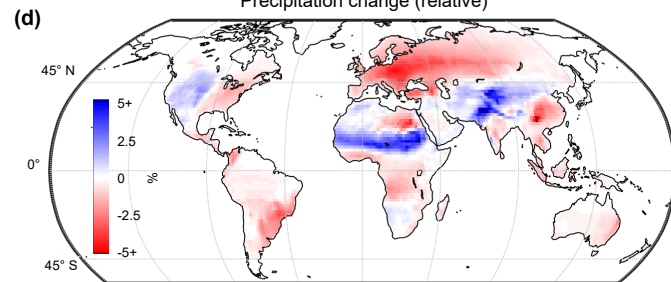 Precipitation change (relative)
(d)
45° N
5+
2.5
0°
0
%
-2.5
-5+
45° S